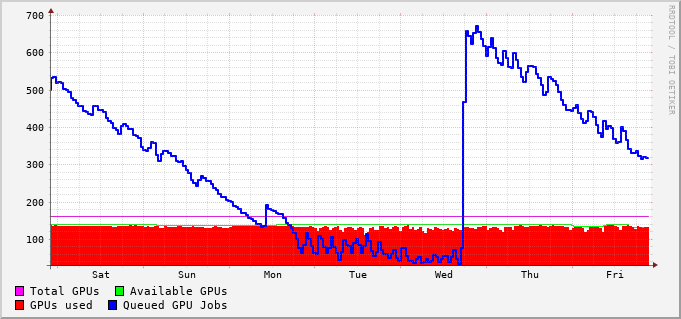 700
600
500
400
300
200
100
Sat Sun Mon Tue Wed Thu Fri
Total GPUs Available GPUs
GPUs used Queued GPU Jobs
RRDTOOL / TOBI OETIKER